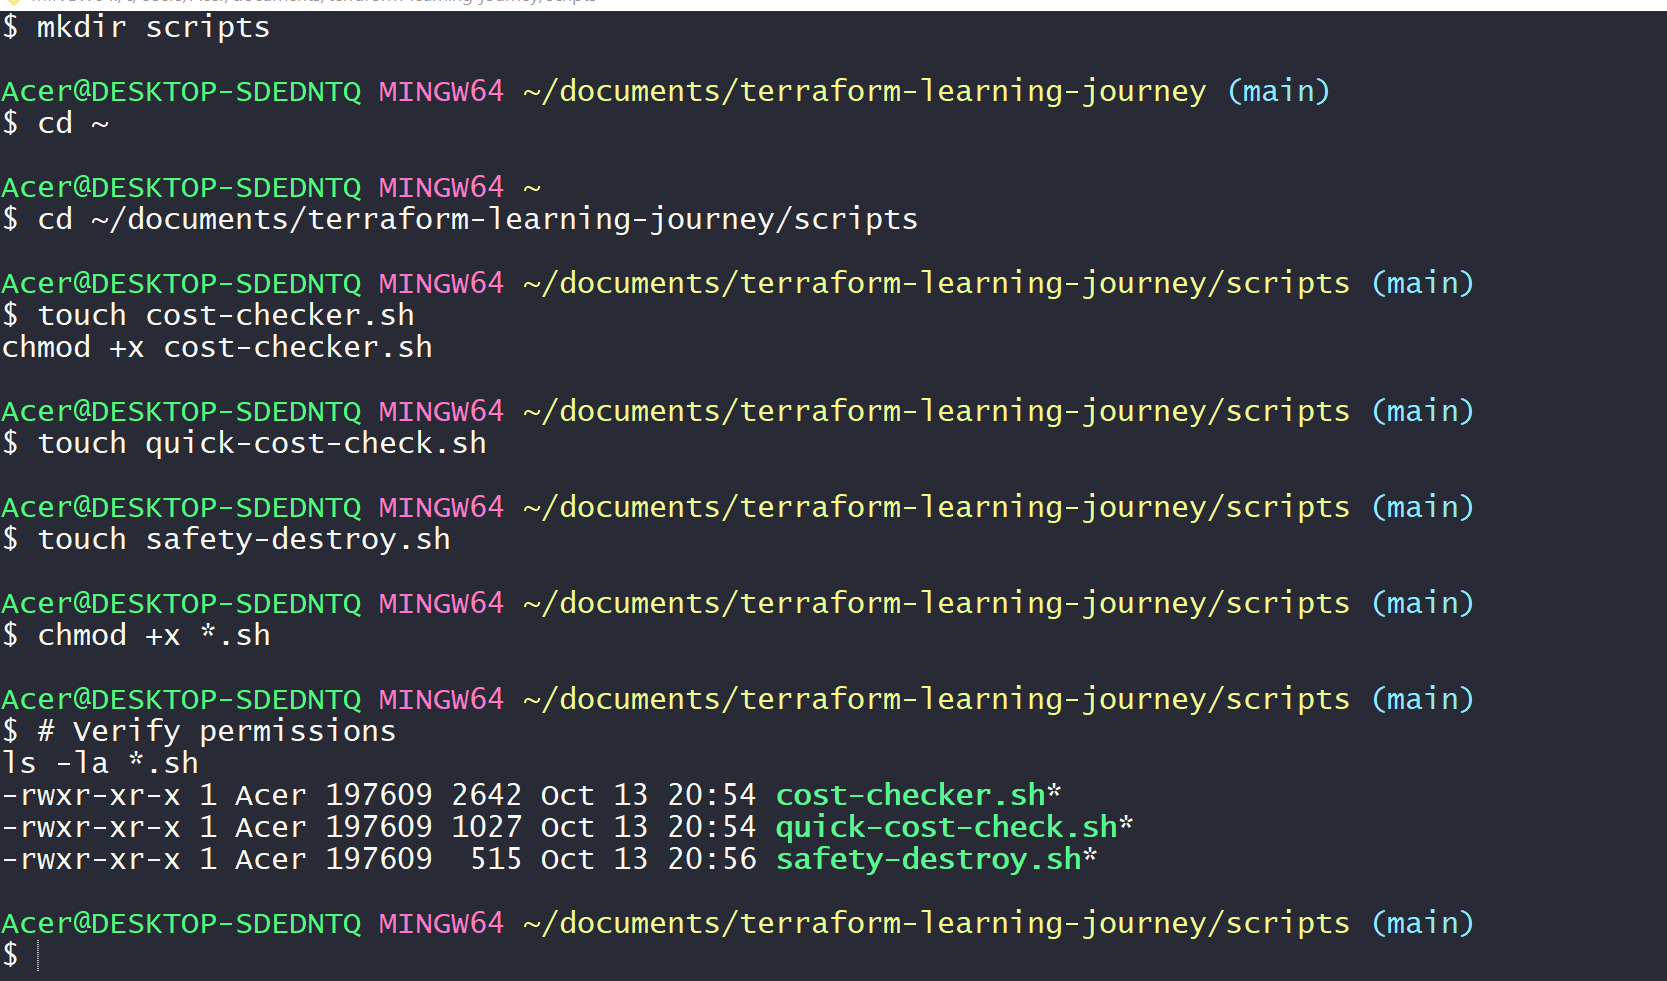 $ mkdir scripts
Acer@DESKTOP-SDEDNTQ MINGW64 ~/documents/terraform-learning-journey (main)
$ cd ~
Acer@DESKTOP-SDEDNTQ MINGW64 ~
$ cd ~/documents/terraform-learning-journey/scripts
Acer@DESKTOP-SDEDNTQ MINGW64 ~/documents/terraform-learning-journey/scripts (main)
$ touch cost-checker.sh
chmod +x cost-checker.sh
Acer@DESKTOP-SDEDNTQ MINGW64 ~/documents/terraform-learning-journey/scripts (main)
$ touch quick-cost-check.sh
Acer@DESKTOP-SDEDNTQ MINGW64 ~/documents/terraform-learning-journey/scripts (main)
$ touch safety-destroy.sh
Acer@DESKTOP-SDEDNTQ MINGW64 ~/documents/terraform-learning-journey/scripts (main)
$ chmod +x *.sh
Acer@DESKTOP-SDEDNTQ MINGW64 ~/documents/terraform-learning-journey/scripts (main)
$ # Verify permissions
ls -la *.sh
-rwxr-xr-x 1 Acer 197609 2642 Oct 13 20:54 cost-checker.sh*
-rwxr-xr-x 1 Acer 197609 1027 Oct 13 20:54 quick-cost-check.sh*
-rwxr-xr-x 1 Acer 197609  515 Oct 13 20:56 safety-destroy.sh*
Acer@DESKTOP-SDEDNTQ MINGW64 ~/documents/terraform-learning-journey/scripts (main)
$